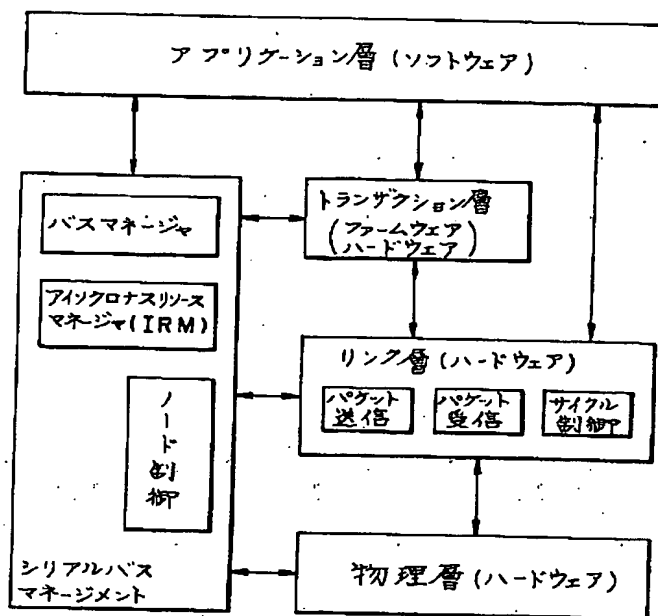 アプリケーション層(ソフトウェア)
バスマネージャ
アイソクロナスリソース
マネージャ(IRM)
ノード制御
シリアルバス
マネージメント
トランザクション層
(ファームウェア
ハードウェア)
リンク層(ハードウェア)
パケット
送信
パケット
受信
サイクル
制御
物理層(ハードウェア)